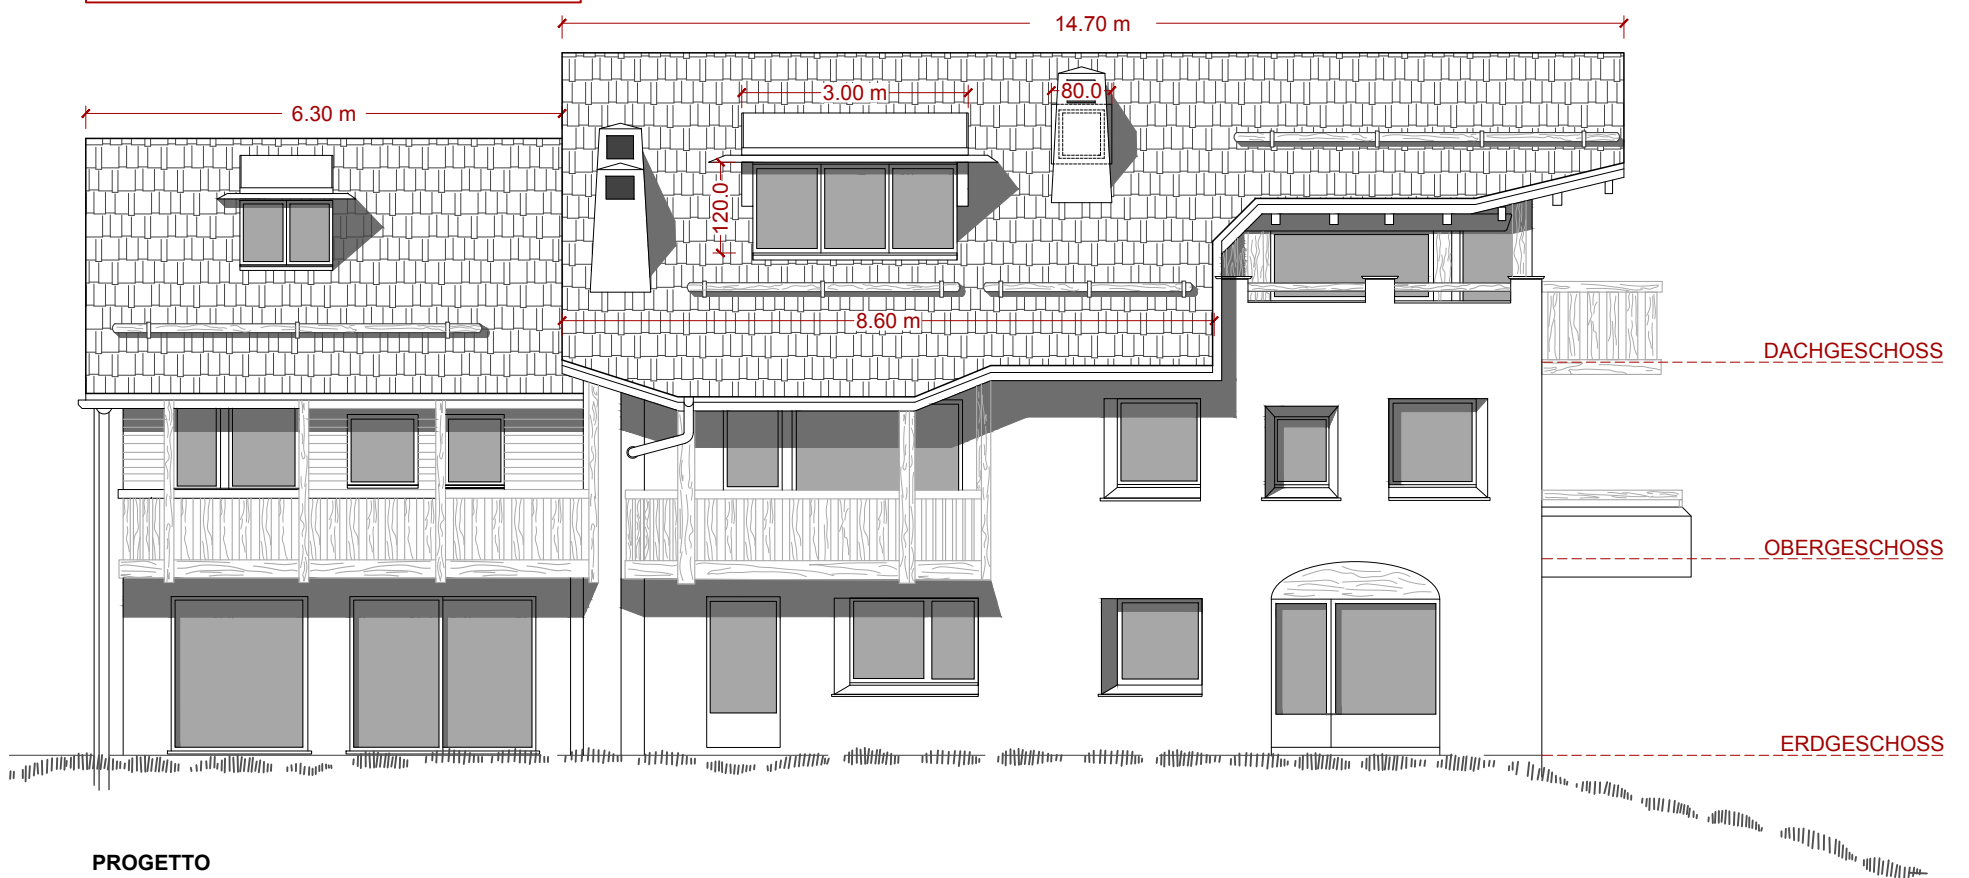 14.70 m
3.00 m
80.0
6.30 m
120.0
8.60 m
DACHGESCHOSS
OBERGESCHOSS
ERDGESCHOSS
PROGETTO